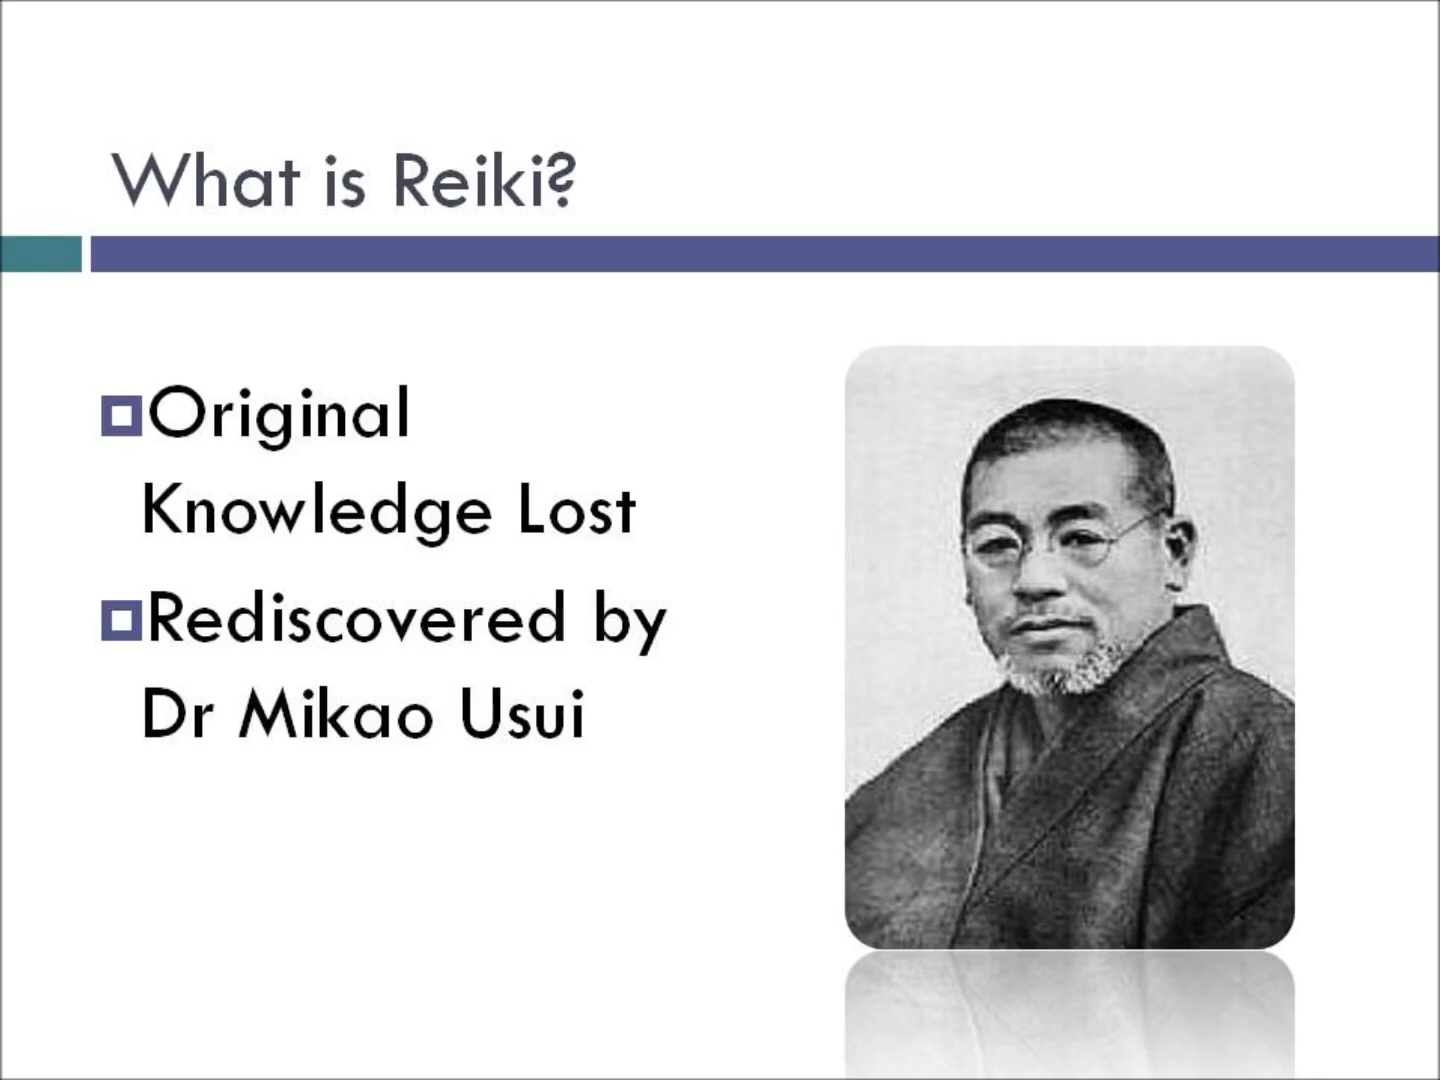 What is Reiki?
Original
Knowledge Lost
Rediscovered by
Dr Mikao Usui